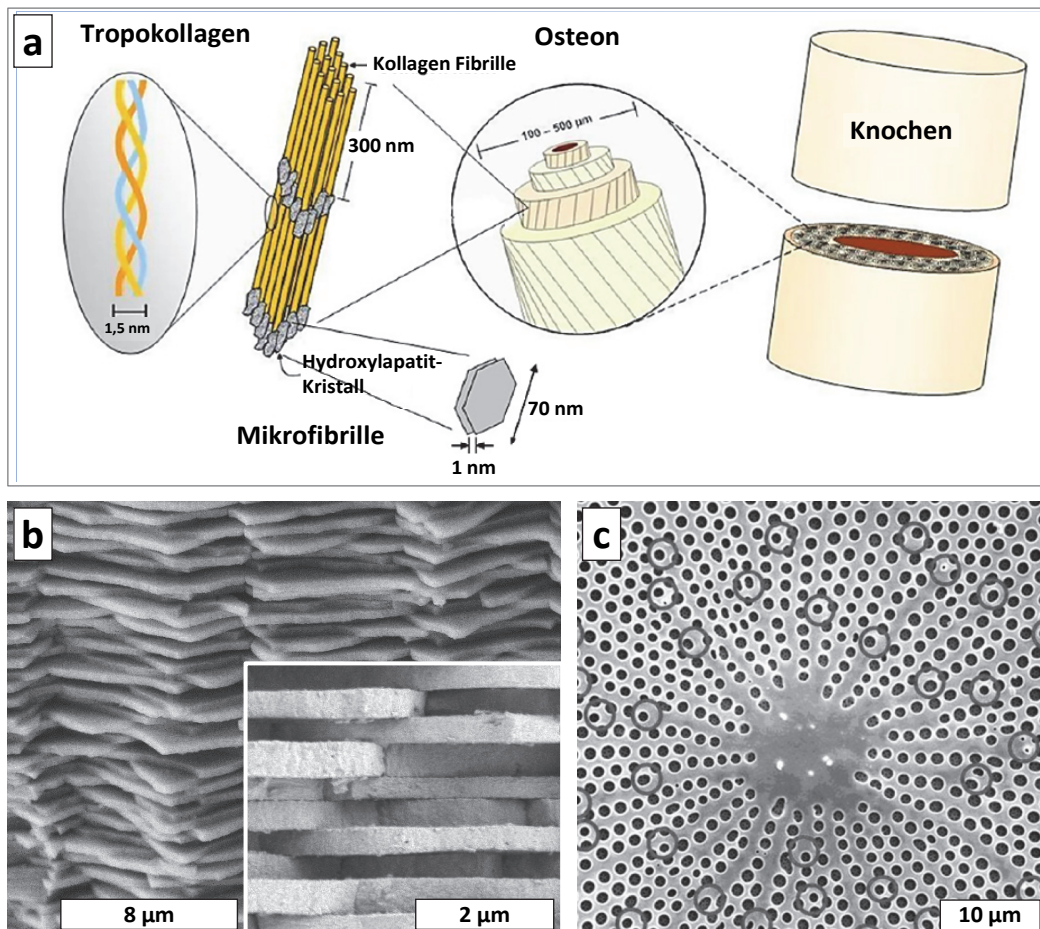 a
Tropokollagen
Osteon
Kollagen Fibrille
100 – 500 µm
Knochen
300 nm
1,5 nm
Hydroxylapatit-
Kristall
70 nm
Mikrofibrille
1 nm
b
c
8 µm
2 µm
10 µm